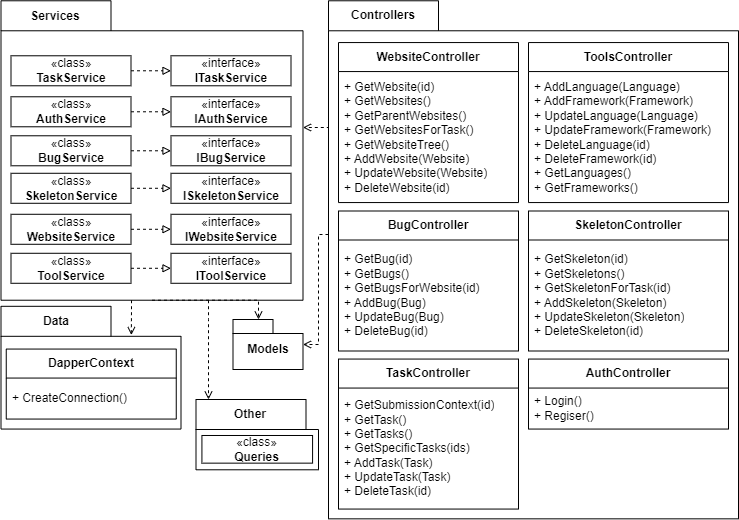 Services
«class»
TaskService
«interface»
ITaskService
«class»
AuthService
«interface»
IAuthService
«class»
BugService
«interface»
IBugService
«class»
SkeletonService
«interface»
ISkeletonService
«class»
WebsiteService
«interface»
IWebsiteService
«class»
ToolService
«interface»
IToolService
Data
DapperContext
+ CreateConnection()
Models
Other
«class»
Queries
Controllers
WebsiteController
+ GetWebsite(id)
+ GetWebsites()
+ GetParentWebsites()
+ GetWebsitesForTask()
+ GetWebsiteTree()
+ AddWebsite(Website)
+ UpdateWebsite(Website)
+ DeleteWebsite(id)
ToolsController
+ AddLanguage(Language)
+ AddFramework(Framework)
+ UpdateLanguage(Language)
+ UpdateFramework(Framework)
+ DeleteLanguage(id)
+ DeleteFramework(id)
+ GetLanguages()
+ GetFrameworks()
BugController
+ GetBug(id)
+ GetBugs()
+ GetBugsForWebsite(id)
+ AddBug(Bug)
+ UpdateBug(Bug)
+ DeleteBug(id)
SkeletonController
+ GetSkeleton(id)
+ GetSkeletons()
+ GetSkeletonForTask(id)
+ AddSkeleton(Skeleton)
+ UpdateSkeleton(Skeleton)
+ DeleteSkeleton(id)
TaskController
+ GetSubmissionContext(id)
+ GetTask()
+ GetTasks()
+ GetSpecificTasks(ids)
+ AddTask(Task)
+ UpdateTask(Task)
+ DeleteTask(id)
AuthController
+ Login()
+ Regiser()